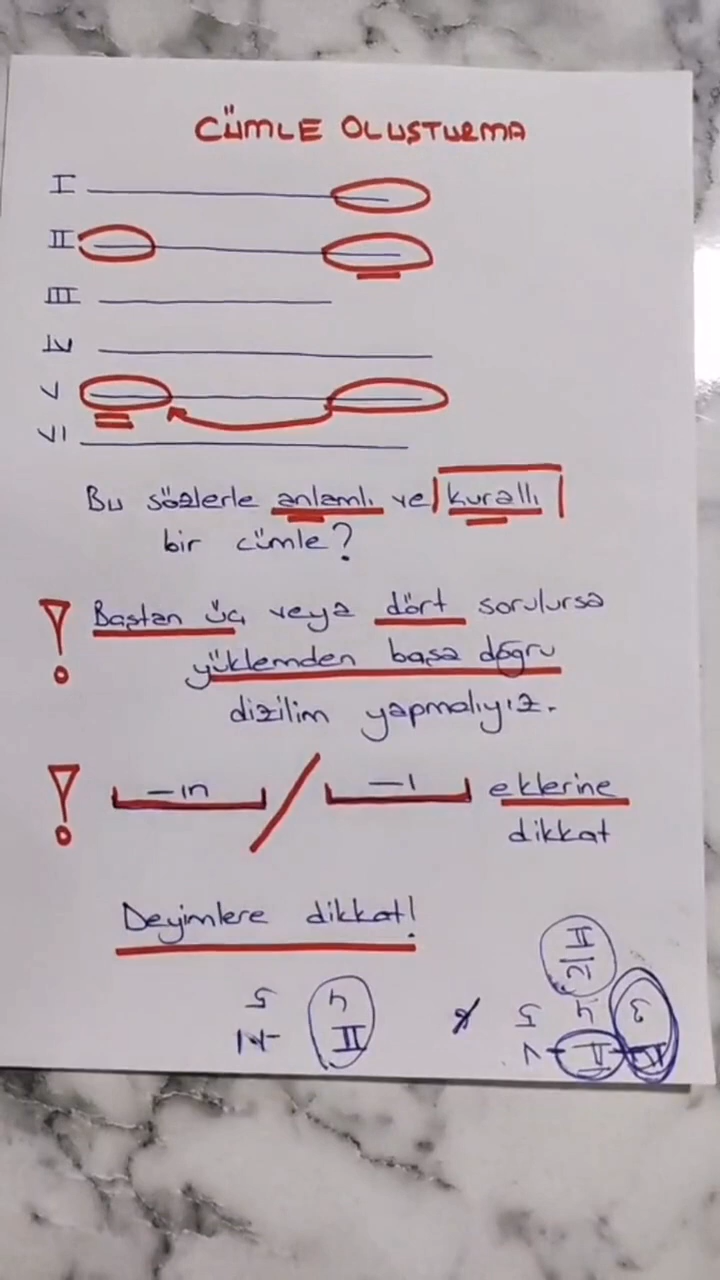 CÜMLE OLUŞTURMA
I
II
III
IV
V
VI
Bu sözlerle anlamlı ve kurallı
bir cümle?
! Baştan üç veya dört sorulursa
yüklemden başa doğru
dizilim yapmalıyız.
! -ın / -ı eklerine
dikkat
Deyimlere dikkat!